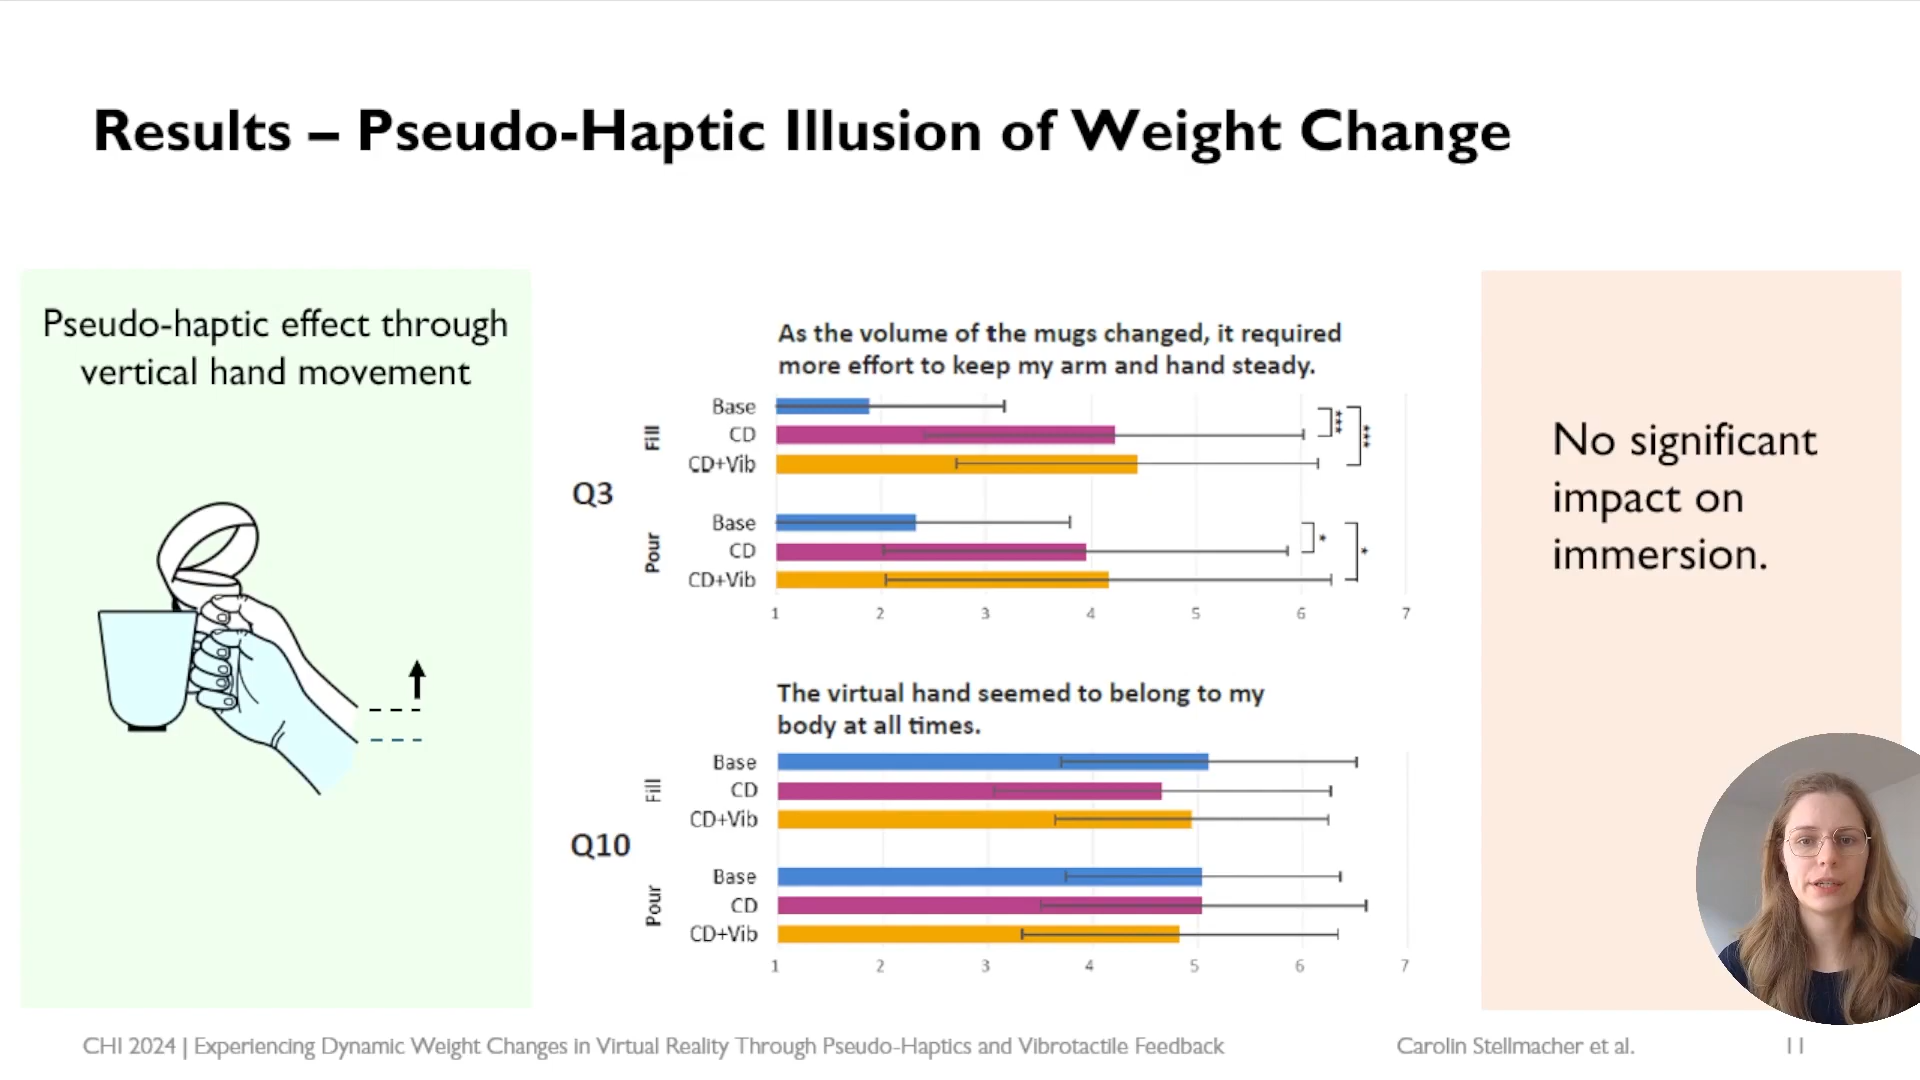 Results – Pseudo-Haptic Illusion of Weight Change
Pseudo-haptic effect through
vertical hand movement
As the volume of the mugs changed, it required
more effort to keep my arm and hand steady.
Q3
Fill
Base
CD
CD+Vib
***
***
Pour
Base
CD
CD+Vib
*
*
1 2 3 4 5 6 7
The virtual hand seemed to belong to my
body at all times.
Q10
Fill
Base
CD
CD+Vib
Pour
Base
CD
CD+Vib
1 2 3 4 5 6 7
No significant
impact on
immersion.
CHI 2024 | Experiencing Dynamic Weight Changes in Virtual Reality Through Pseudo-Haptics and Vibrotactile Feedback
Carolin Stellmacher et al.
11